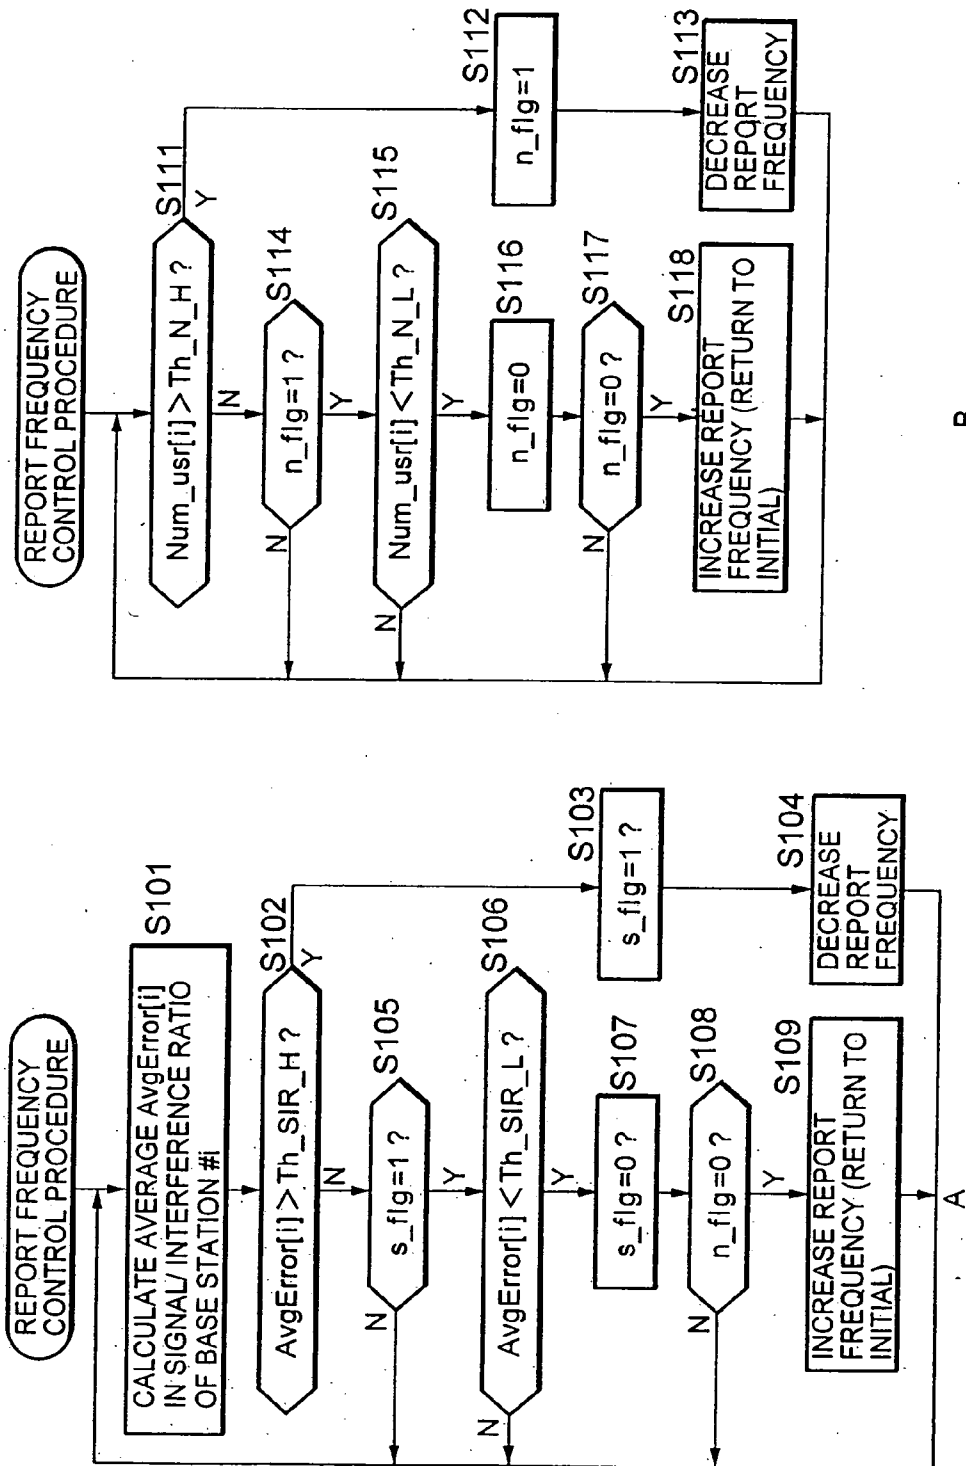 REPORT FREQUENCY
CONTROL PROCEDURE
CALCULATE AVERAGE AvgError[i]
IN SIGNAL/ INTERFERENCE RATIO
OF BASE STATION #i
S101
AvgError[i]>Th_SIR_H ?
S102
Y
N
s_flg=1 ?
S103
DECREASE
REPORT
FREQUENCY
S104
s_flg=1 ?
S105
N
Y
AvgError[i]<Th_SIR_L ?
S106
N
Y
s_flg=0 ?
S107
n_flg=0 ?
S108
N
Y
INCREASE REPORT
FREQUENCY (RETURN TO
INITIAL)
S109
A
REPORT FREQUENCY
CONTROL PROCEDURE
Num_usr[i]>Th_N_H ?
S111
Y
N
n_flg=1
S112
DECREASE
REPORT
FREQUENCY
S113
n_flg=1 ?
S114
N
Y
Num_usr[i]<Th_N_L ?
S115
N
Y
n_flg=0
S116
n_flg=0 ?
S117
N
Y
INCREASE REPORT
FREQUENCY (RETURN TO
INITIAL)
S118